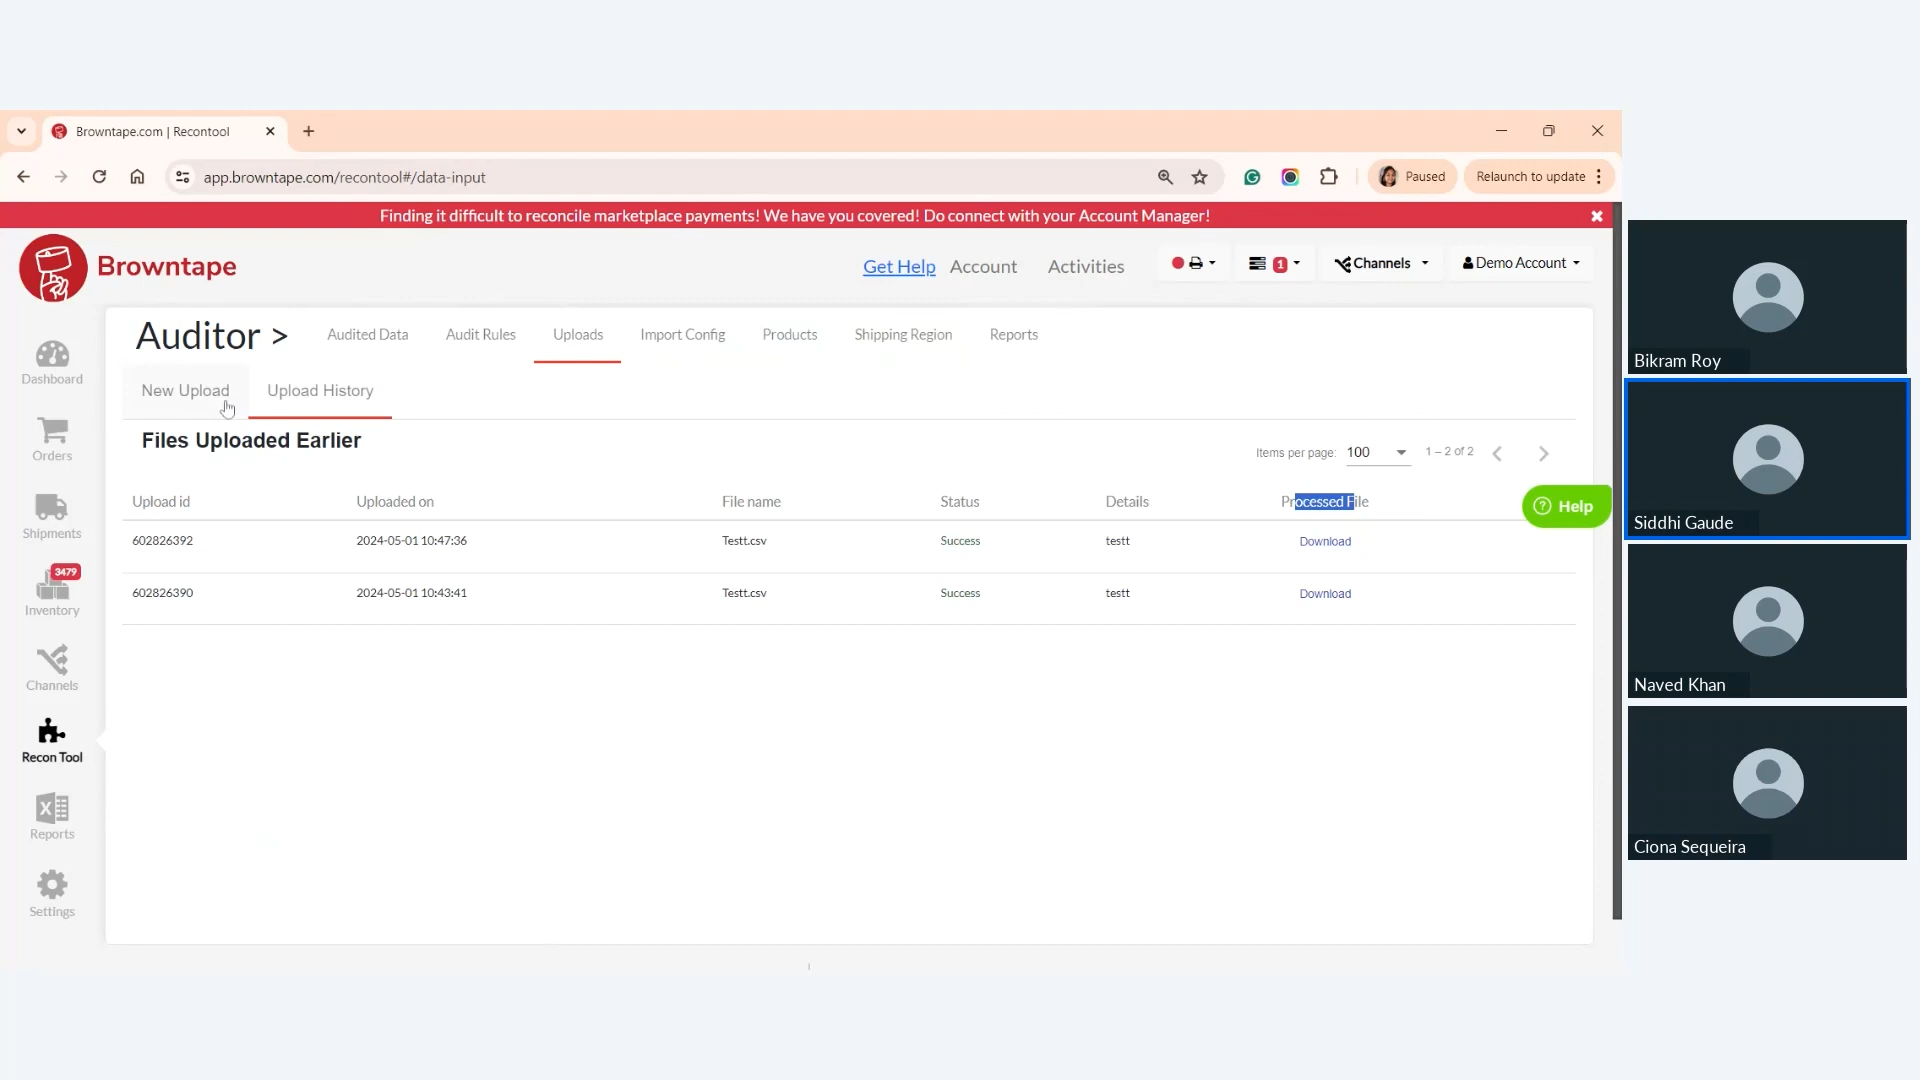 Browntape.com | Recontool
app.browntape.com/recontool#/data-input
Paused
Relaunch to update
Finding it difficult to reconcile marketplace payments! We have you covered! Do connect with your Account Manager!
Browntape
Get Help
Account
Activities
1
Channels
Demo Account
Auditor >
Audited Data
Audit Rules
Uploads
Import Config
Products
Shipping Region
Reports
New Upload
Upload History
Files Uploaded Earlier
Items per page: 100
1 – 2 of 2
Upload id Uploaded on File name Status Details Processed File
602826392 2024-05-01 10:47:36 Testt.csv Success testt Download
602826390 2024-05-01 10:43:41 Testt.csv Success testt Download
Help
Dashboard
Orders
Shipments
3479
Inventory
Channels
Recon Tool
Reports
Settings
Bikram Roy
Siddhi Gaude
Naved Khan
Ciona Sequeira